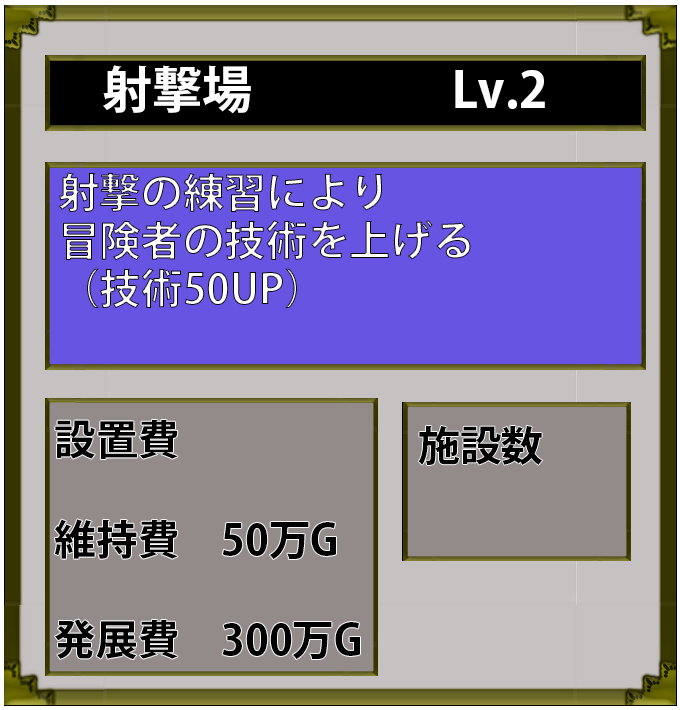 射撃場　Lv.2
射撃の練習により
冒険者の技術を上げる
（技術50UP）
設置費
維持費　50万G
発展費　300万G
施設数